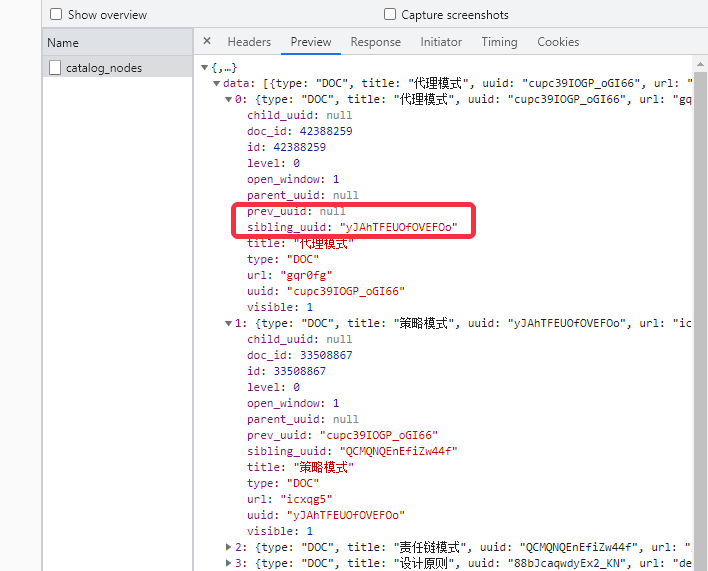 Show overview Capture screenshots
Name × Headers Preview Response Initiator Timing Cookies
catalog_nodes
▼{,…}
▼data: [{type: "DOC", title: "代理模式", uuid: "cupc39IOGP_oGI66", url: "
▼0: {type: "DOC", title: "代理模式", uuid: "cupc39IOGP_oGI66", url: "gq
child_uuid: null
doc_id: 42388259
id: 42388259
level: 0
open_window: 1
parent_uuid: null
prev_uuid: null
sibling_uuid: "yJAhTFEUOfOVEFOo"
title: "代理模式"
type: "DOC"
url: "gqr0fg"
uuid: "cupc39IOGP_oGI66"
visible: 1
▼1: {type: "DOC", title: "策略模式", uuid: "yJAhTFEUOfOVEFOo", url: "ic
child_uuid: null
doc_id: 33508867
id: 33508867
level: 0
open_window: 1
parent_uuid: null
prev_uuid: "cupc39IOGP_oGI66"
sibling_uuid: "QCMQNQEnEfiZw44f"
title: "策略模式"
type: "DOC"
url: "icxqg5"
uuid: "yJAhTFEUOfOVEFOo"
visible: 1
▶2: {type: "DOC", title: "责任链模式", uuid: "QCMQNQEnEfiZw44f", url: "
▶3: {type: "DOC", title: "设计原则", uuid: "88bJcaqwdyEx2_KN", url: "de